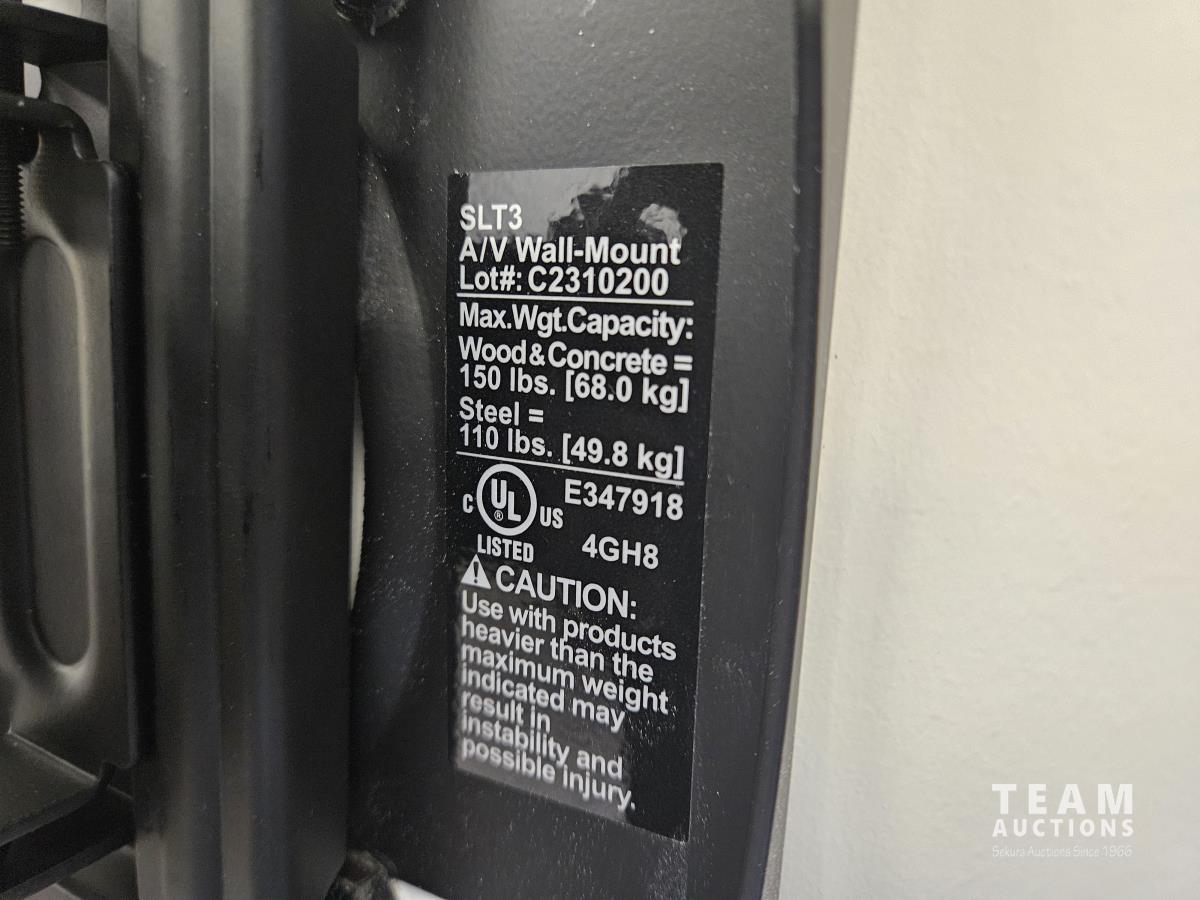 SLT3
A/V Wall-Mount
Lot#: C2310200
Max.Wgt.Capacity:
Wood & Concrete =
150 lbs. [68.0 kg]
Steel =
110 lbs. [49.8 kg]
C UL ® US E347918
LISTED 4GH8
CAUTION:
Use with products
heavier than the
maximum weight
indicated may
result in
instability and
possible injury.
TEAM
AUCTIONS
Sekura Auctions Since 1966